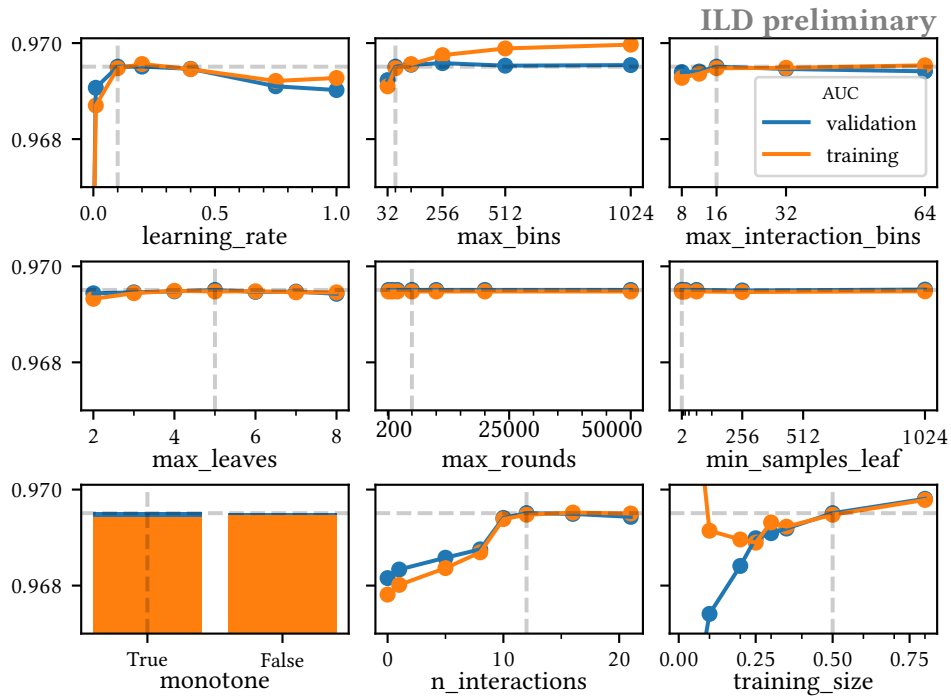 ILD preliminary
0.970
0.968
0.0 0.5 1.0
learning_rate
32 256 512 1024
max_bins
AUC
validation
training
8 16 32 64
max_interaction_bins
0.970
0.968
2 4 6 8
max_leaves
200 25000 50000
max_rounds
2 256 512 1024
min_samples_leaf
0.970
0.968
True False
monotone
0 10 20
n_interactions
0.00 0.25 0.50 0.75
training_size